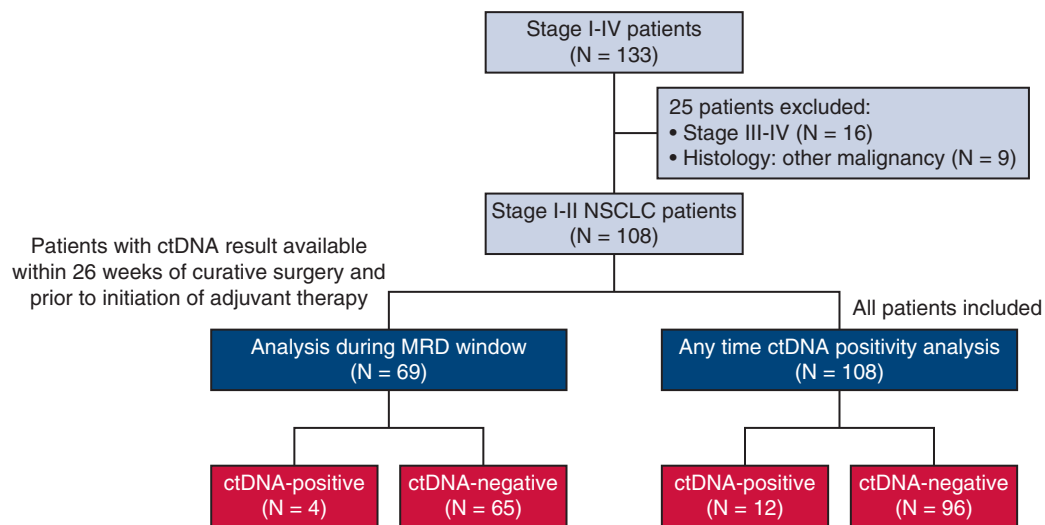 Stage I-IV patients
(N = 133)
25 patients excluded:
• Stage III-IV (N = 16)
• Histology: other malignancy (N = 9)
Stage I-II NSCLC patients
(N = 108)
Patients with ctDNA result available
within 26 weeks of curative surgery and
prior to initiation of adjuvant therapy
All patients included
Analysis during MRD window
(N = 69)
Any time ctDNA positivity analysis
(N = 108)
ctDNA-positive
(N = 4)
ctDNA-negative
(N = 65)
ctDNA-positive
(N = 12)
ctDNA-negative
(N = 96)